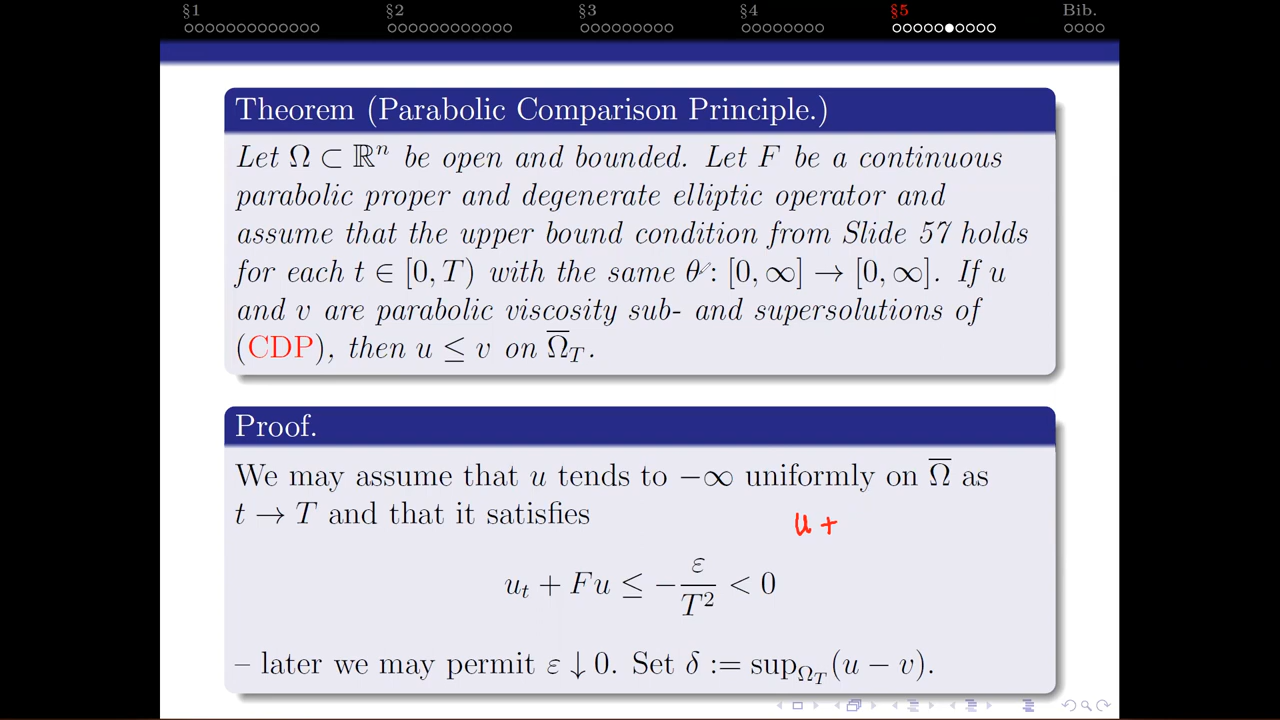 §1 §2 §3 §4 §5 Bib.
Theorem (Parabolic Comparison Principle.)
Let Ω ⊂ ℝⁿ be open and bounded. Let F be a continuous
parabolic proper and degenerate elliptic operator and
assume that the upper bound condition from Slide 57 holds
for each t ∈ [0, T) with the same θ: [0, ∞] → [0, ∞]. If u
and v are parabolic viscosity sub- and supersolutions of
(CDP), then u ≤ v on Ω̅_T.
Proof.
We may assume that u tends to −∞ uniformly on Ω̅ as
t → T and that it satisfies
u +
u_t + Fu ≤ −ε/T² < 0
– later we may permit ε ↓ 0. Set δ := sup_{Ω_T}(u − v).